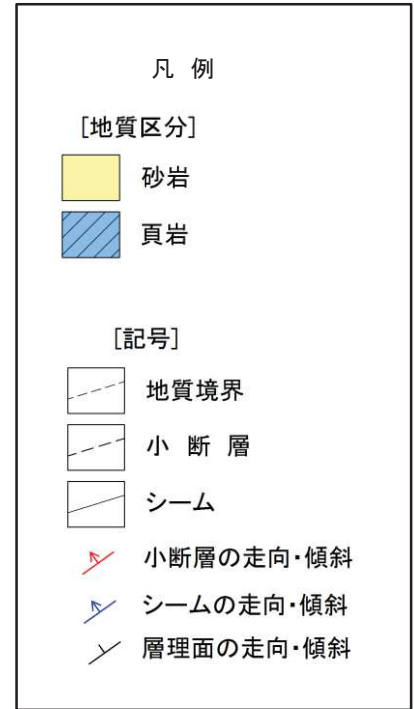 凡 例
[地質区分]
砂岩
頁岩
[記号]
地質境界
小 断 層
シーム
小断層の走向・傾斜
シームの走向・傾斜
層理面の走向・傾斜